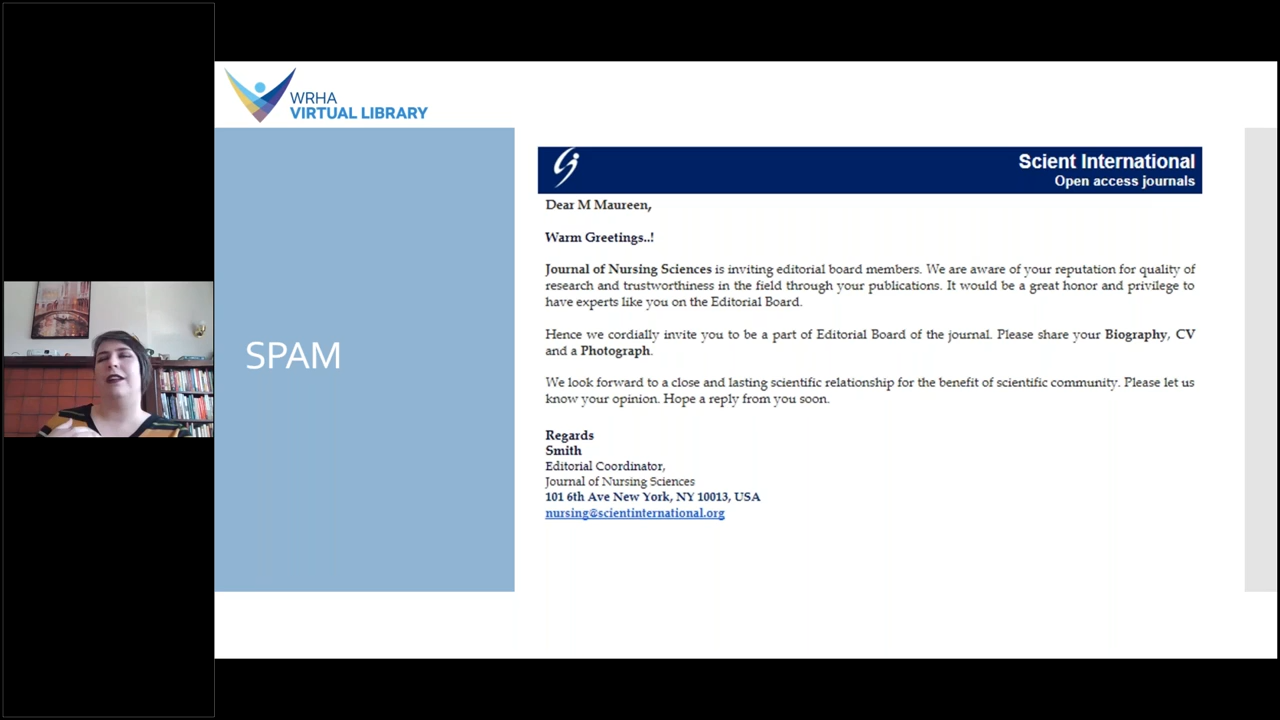 WRHA
VIRTUAL LIBRARY
SPAM
Scient International
Open access journals
Dear M Maureen,
Warm Greetings..!
Journal of Nursing Sciences is inviting editorial board members. We are aware of your reputation for quality of
research and trustworthiness in the field through your publications. It would be a great honor and privilege to
have experts like you on the Editorial Board.
Hence we cordially invite you to be a part of Editorial Board of the journal. Please share your Biography, CV
and a Photograph.
We look forward to a close and lasting scientific relationship for the benefit of scientific community. Please let us
know your opinion. Hope a reply from you soon.
Regards
Smith
Editorial Coordinator,
Journal of Nursing Sciences
101 6th Ave New York, NY 10013, USA
nursing@scientinternational.org